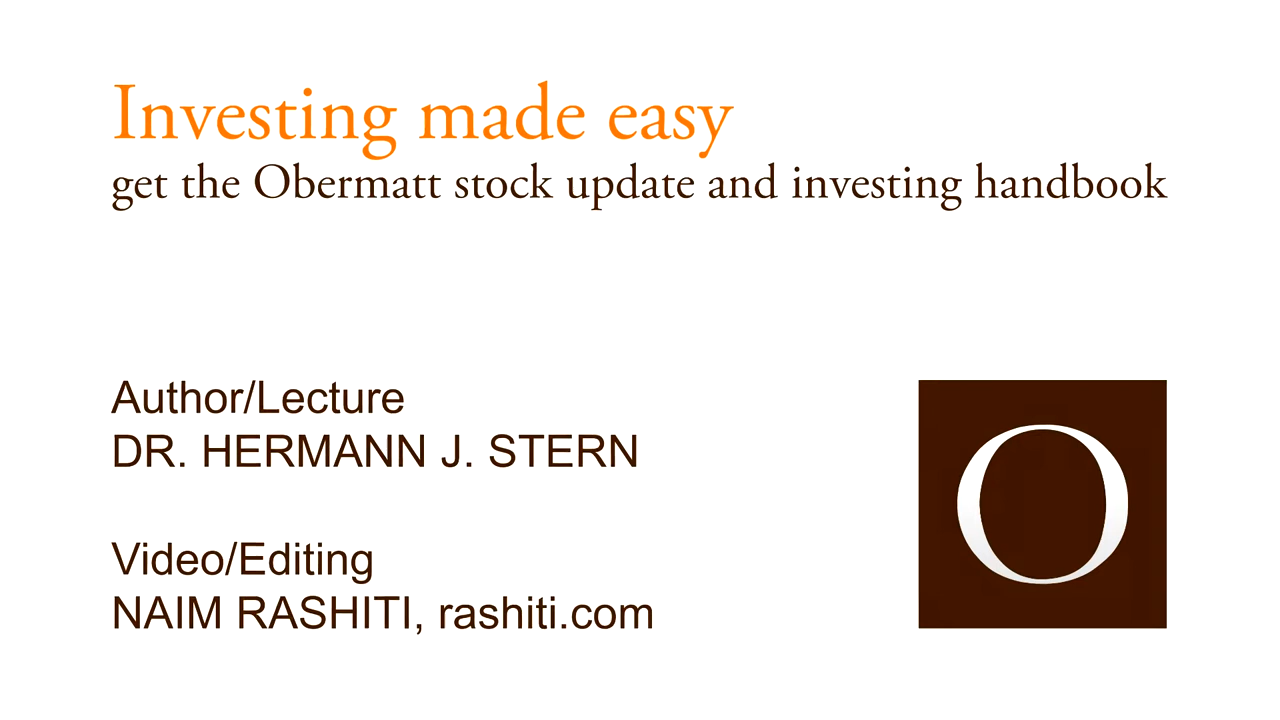 Investing made easy
get the Obermatt stock update and investing handbook
Author/Lecture
DR. HERMANN J. STERN
Video/Editing
NAIM RASHITI, rashiti.com
O